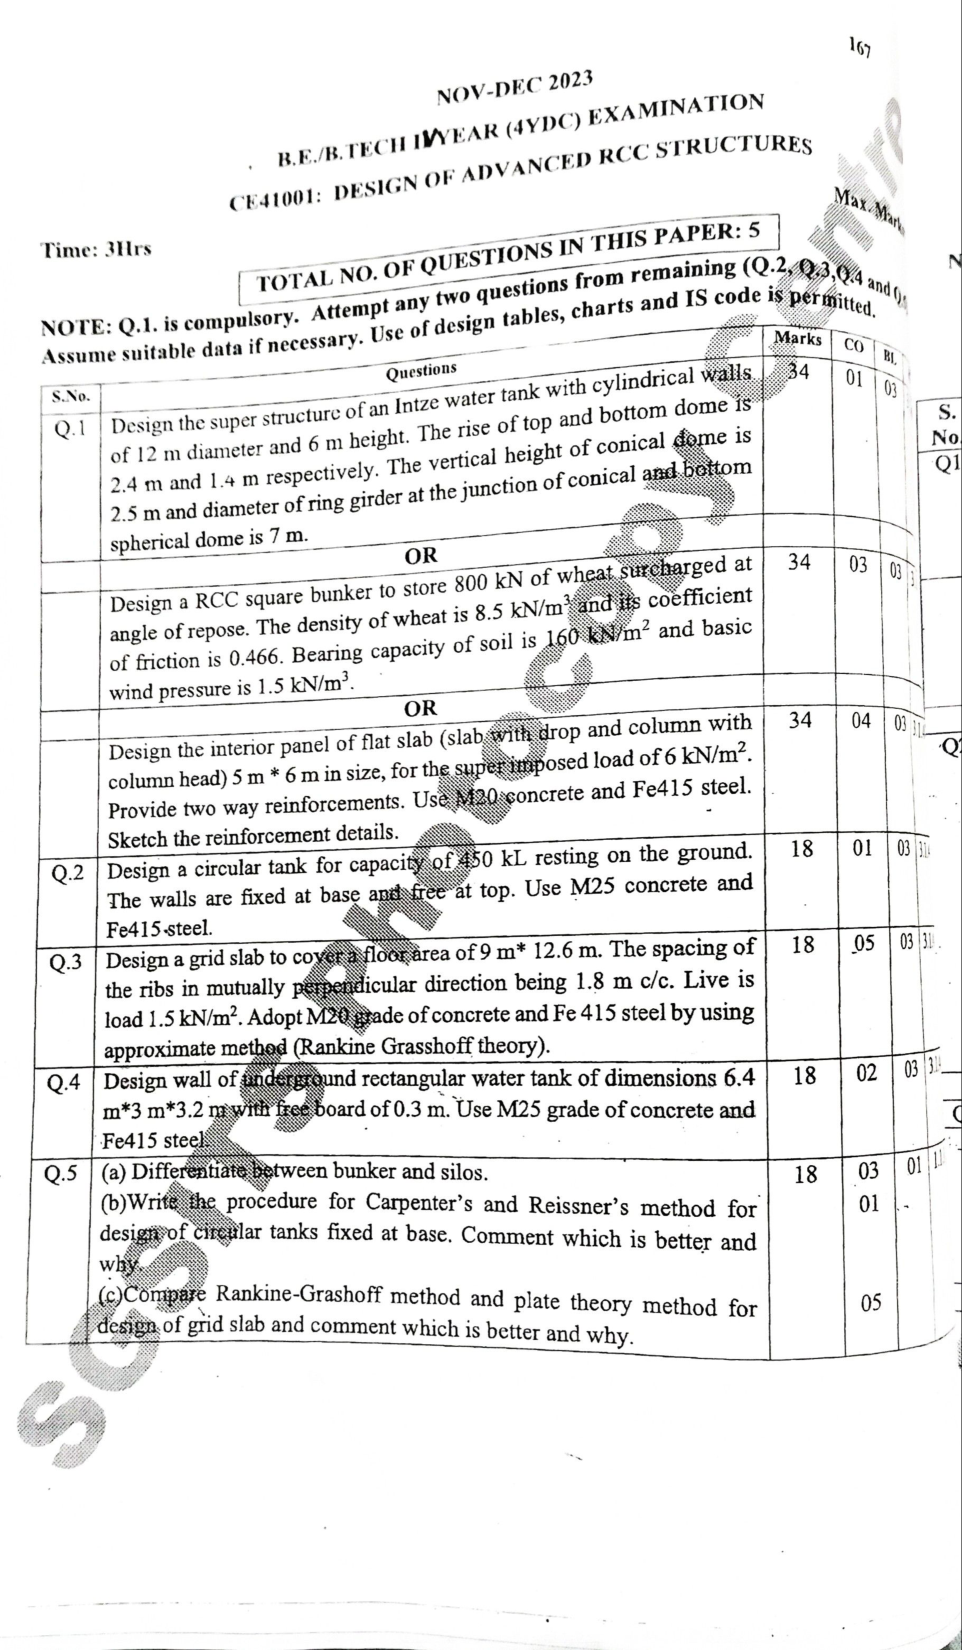 167
NOV-DEC 2023
B.E./B.TECH IV YEAR (4YDC) EXAMINATION
CE41001: DESIGN OF ADVANCED RCC STRUCTURES
Time: 3Hrs
Max. Mark
TOTAL NO. OF QUESTIONS IN THIS PAPER: 5
NOTE: Q.1. is compulsory. Attempt any two questions from remaining (Q.2, Q.3,Q.4 and Q.
Assume suitable data if necessary. Use of design tables, charts and IS code is permitted.
S.No. Questions Marks CO BL
Q.1 Design the super structure of an Intze water tank with cylindrical walls 34 01 03
of 12 m diameter and 6 m height. The rise of top and bottom dome is
2.4 m and 1.4 m respectively. The vertical height of conical dome is
2.5 m and diameter of ring girder at the junction of conical and bottom
spherical dome is 7 m.
OR
Design a RCC square bunker to store 800 kN of wheat surcharged at 34 03 03
angle of repose. The density of wheat is 8.5 kN/m³ and its coefficient
of friction is 0.466. Bearing capacity of soil is 160 kN/m² and basic
wind pressure is 1.5 kN/m³.
OR
Design the interior panel of flat slab (slab with drop and column with 34 04 03
column head) 5 m * 6 m in size, for the super imposed load of 6 kN/m².
Provide two way reinforcements. Use M20 concrete and Fe415 steel.
Sketch the reinforcement details.
Q.2 Design a circular tank for capacity of 450 kL resting on the ground. 18 01 03
The walls are fixed at base and free at top. Use M25 concrete and
Fe415 steel.
Q.3 Design a grid slab to cover a floor area of 9 m* 12.6 m. The spacing of 18 05 03
the ribs in mutually perpendicular direction being 1.8 m c/c. Live is
load 1.5 kN/m². Adopt M20 grade of concrete and Fe 415 steel by using
approximate method (Rankine Grasshoff theory).
Q.4 Design wall of underground rectangular water tank of dimensions 6.4 18 02 03
m*3 m*3.2 m with free board of 0.3 m. Use M25 grade of concrete and
Fe415 steel.
Q.5 (a) Differentiate between bunker and silos. 18 03 01
(b)Write the procedure for Carpenter's and Reissner's method for 01
design of circular tanks fixed at base. Comment which is better and
why.
(c)Compare Rankine-Grashoff method and plate theory method for 05
design of grid slab and comment which is better and why.
SGSITS Photocopy Centre
S.
No.
Q1